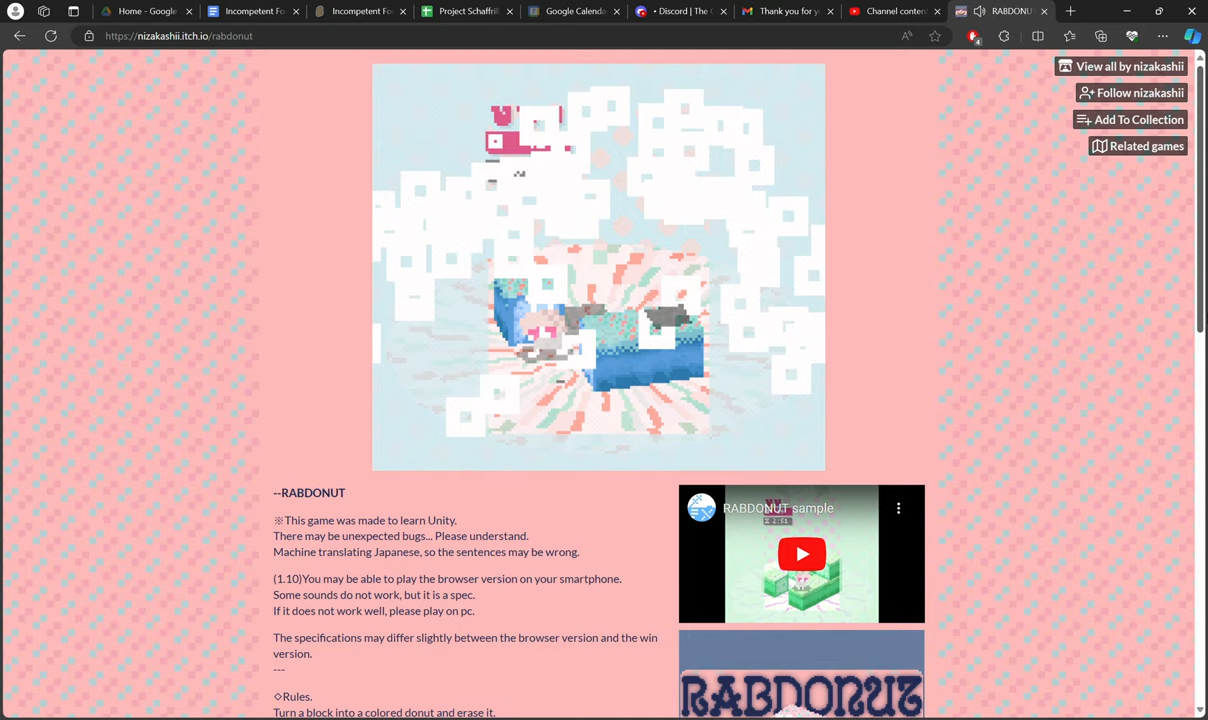 Home - Google
Incompetent Fo
Incompetent Fo
Project Schaffril
Google Calenda
• Discord | The C
Thank you for y
Channel conten
RABDONU
https://nizakashii.itch.io/rabdonut
4
View all by nizakashii
Follow nizakashii
Add To Collection
Related games
--RABDONUT
※This game was made to learn Unity.
There may be unexpected bugs... Please understand.
Machine translating Japanese, so the sentences may be wrong.
(1.10)You may be able to play the browser version on your smartphone.
Some sounds do not work, but it is a spec.
If it does not work well, please play on pc.
The specifications may differ slightly between the browser version and the win
version.
---
◇Rules.
Turn a block into a colored donut and erase it.
RABDONUT sample
RABDONUT